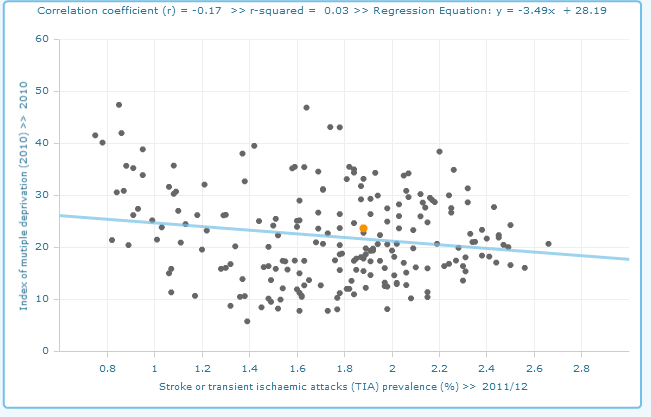 Correlation coefficient (r) = -0.17 >> r-squared = 0.03 >> Regression Equation: y = -3.49x + 28.19
60
50
40
30
20
10
0
Index of mutiple deprivation (2010) >> 2010
0.8 1 1.2 1.4 1.6 1.8 2 2.2 2.4 2.6 2.8
Stroke or transient ischaemic attacks (TIA) prevalence (%) >> 2011/12